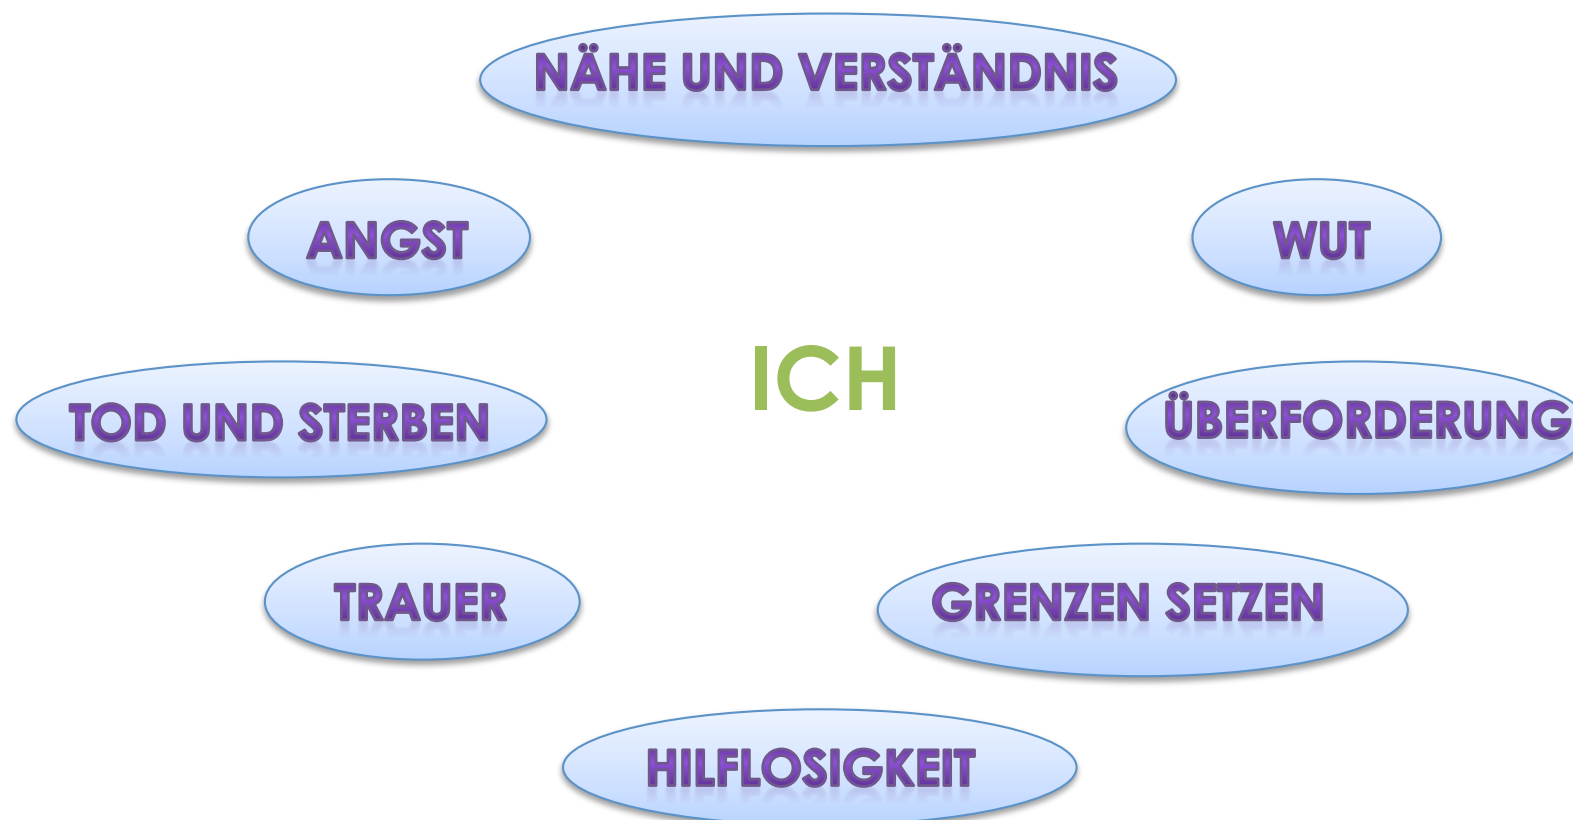 NÄHE UND VERSTÄNDNIS
ANGST
WUT
ICH
TOD UND STERBEN
ÜBERFORDERUNG
TRAUER
GRENZEN SETZEN
HILFLOSIGKEIT